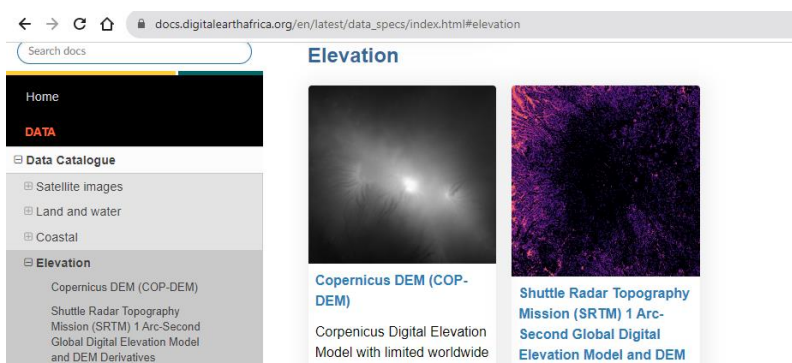 docs.digitalearthafrica.org/en/latest/data_specs/index.html#elevation
Search docs
Home
DATA
Data Catalogue
Satellite images
Land and water
Coastal
Elevation
Copernicus DEM (COP-DEM)
Shuttle Radar Topography
Mission (SRTM) 1 Arc-Second
Global Digital Elevation Model
and DEM Derivatives
Elevation
Copernicus DEM (COP-
DEM)
Corpenicus Digital Elevation
Model with limited worldwide
Shuttle Radar Topography
Mission (SRTM) 1 Arc-
Second Global Digital
Elevation Model and DEM